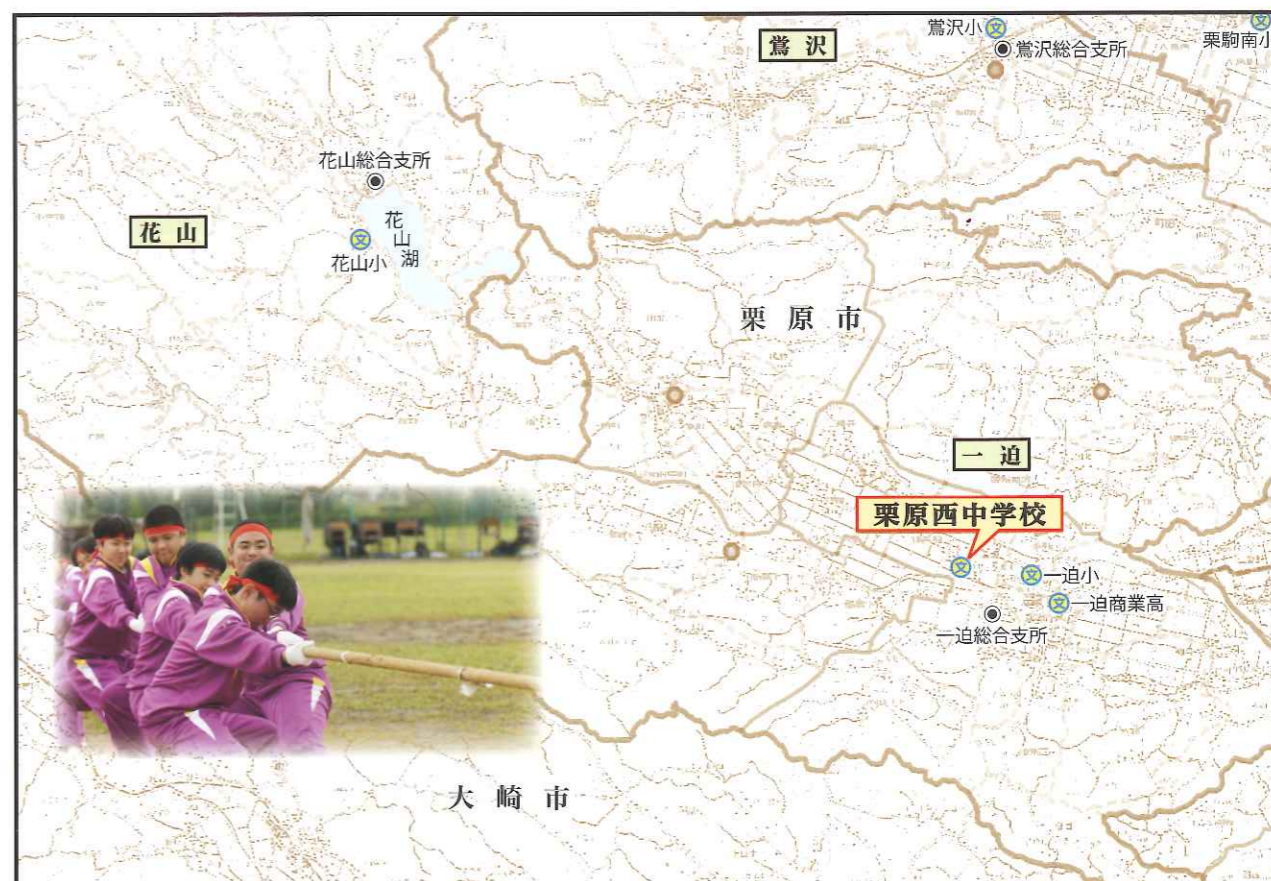 鶯沢小
鶯沢
鶯沢総合支所
栗駒南小
花山総合支所
花山
花山湖
花山小
栗原市
一迫
栗原西中学校
一迫小
一迫商業高
一迫総合支所
大崎市